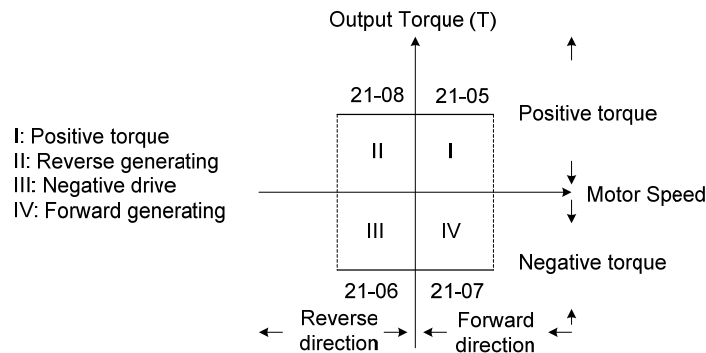 Output Torque (T)
21-08
21-05
Positive torque
I: Positive torque
II: Reverse generating
III: Negative drive
IV: Forward generating
II
I
Motor Speed
III
IV
Negative torque
21-06
21-07
Reverse
direction
Forward
direction